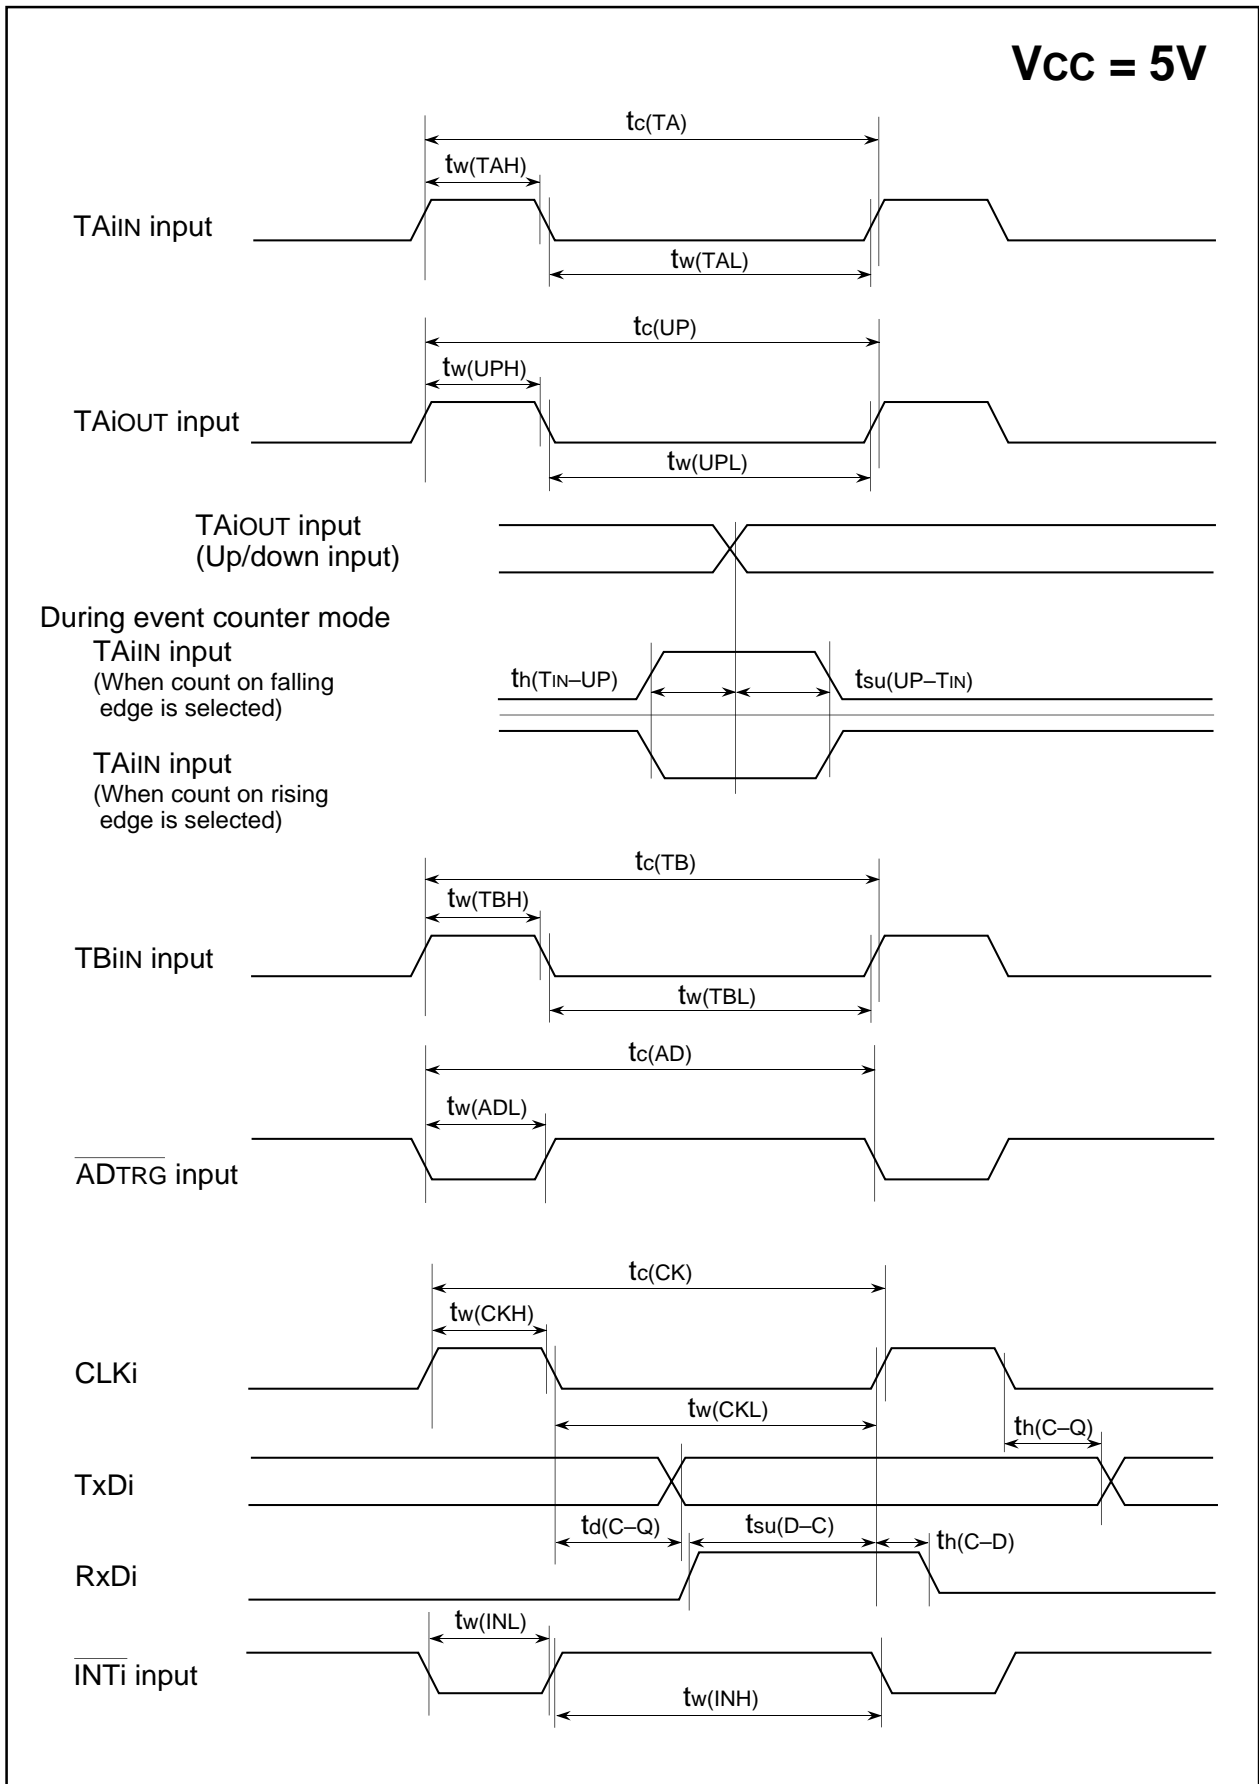 VCC = 5V
tc(TA)
tw(TAH)
TAiIN input
tw(TAL)
tc(UP)
tw(UPH)
TAiOUT input
tw(UPL)
TAiOUT input
(Up/down input)
During event counter mode
TAiIN input
(When count on falling
edge is selected)
th(TIN–UP)
tsu(UP–TIN)
TAiIN input
(When count on rising
edge is selected)
tc(TB)
tw(TBH)
TBiIN input
tw(TBL)
tc(AD)
tw(ADL)
ADTRG input
tc(CK)
tw(CKH)
CLKi
tw(CKL)
th(C–Q)
TxDi
td(C–Q)
tsu(D–C)
th(C–D)
RxDi
tw(INL)
INTi input
tw(INH)